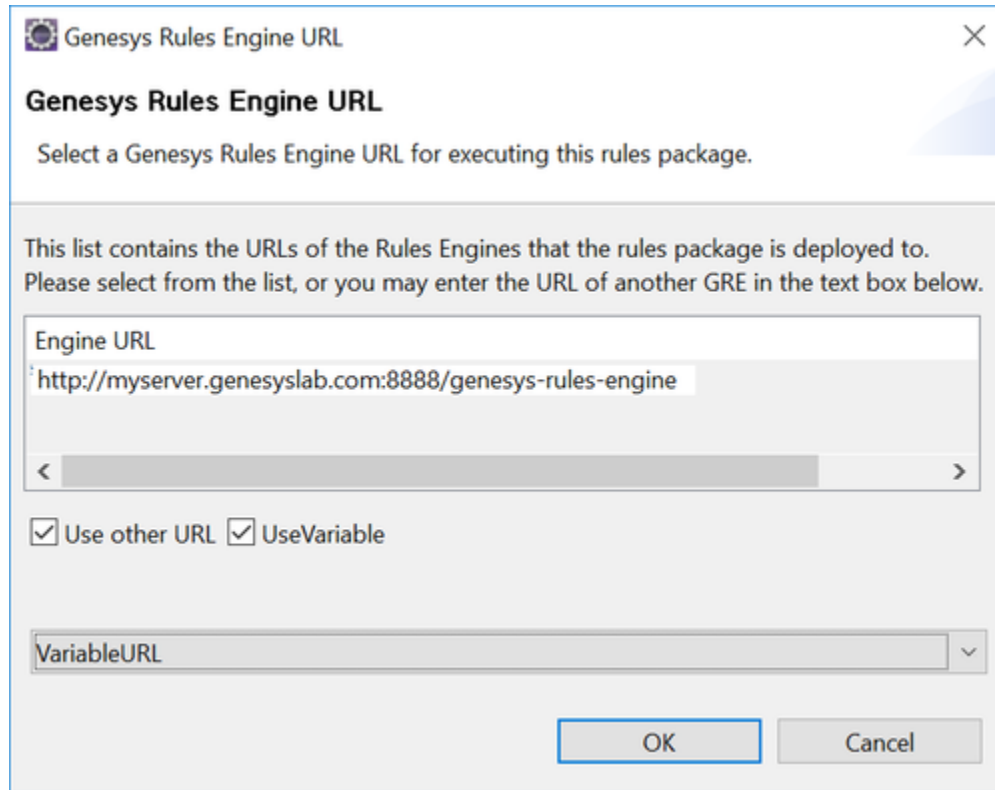 Genesys Rules Engine URL
Genesys Rules Engine URL
Select a Genesys Rules Engine URL for executing this rules package.
This list contains the URLs of the Rules Engines that the rules package is deployed to.
Please select from the list, or you may enter the URL of another GRE in the text box below.
Engine URL
http://myserver.genesyslab.com:8888/genesys-rules-engine
Use other URL UseVariable
VariableURL
OK Cancel